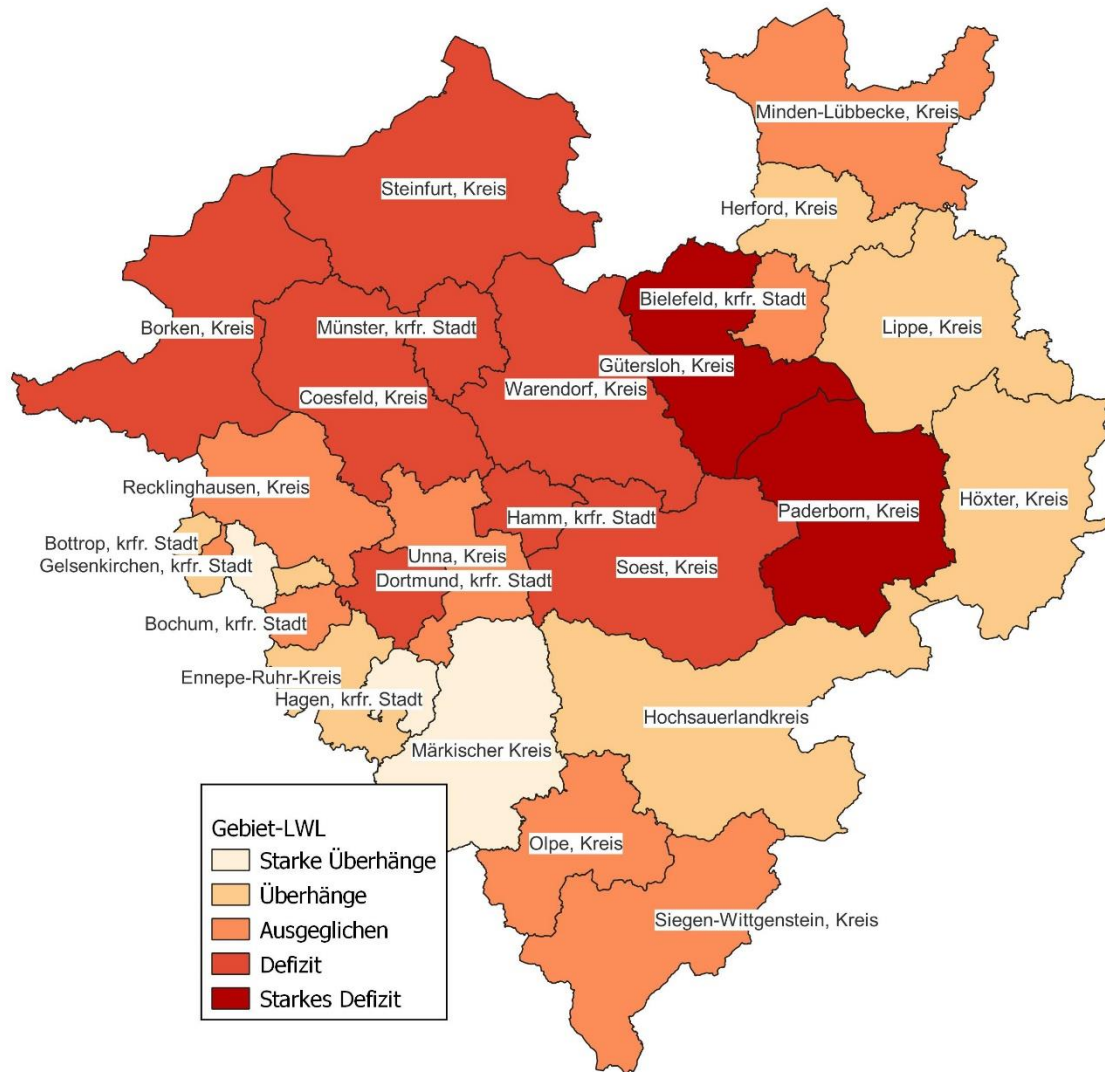 Minden-Lübbecke, Kreis
Steinfurt, Kreis
Herford, Kreis
Bielefeld, krfr. Stadt
Borken, Kreis
Münster, krfr. Stadt
Lippe, Kreis
Gütersloh, Kreis
Warendorf, Kreis
Coesfeld, Kreis
Recklinghausen, Kreis
Höxter, Kreis
Paderborn, Kreis
Hamm, krfr. Stadt
Bottrop, krfr. Stadt
Unna, Kreis
Gelsenkirchen, krfr. Stadt
Soest, Kreis
Dortmund, krfr. Stadt
Bochum, krfr. Stadt
Ennepe-Ruhr-Kreis
Hagen, krfr. Stadt
Hochsauerlandkreis
Märkischer Kreis
Olpe, Kreis
Siegen-Wittgenstein, Kreis
Gebiet-LWL
Starke Überhänge
Überhänge
Ausgeglichen
Defizit
Starkes Defizit